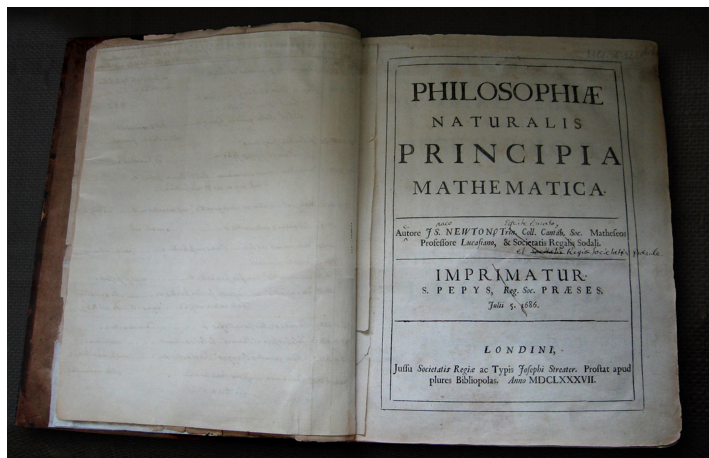 PHILOSOPHIÆ
NATURALIS
PRINCIPIA
MATHEMATICA.
Autore J S. NEWTON, Trin. Coll. Cantab. Soc. Matheseos
Professore Lucasiano, & Societatis Regalis Sodali.
IMPRIMATUR.
S. PEPYS, Reg. Soc. PRÆSES.
Julii 5. 1686.
LONDINI,
Jussu Societatis Regiæ ac Typis Josephi Streater. Prostat apud
plures Bibliopolas. Anno MDCLXXXVII.